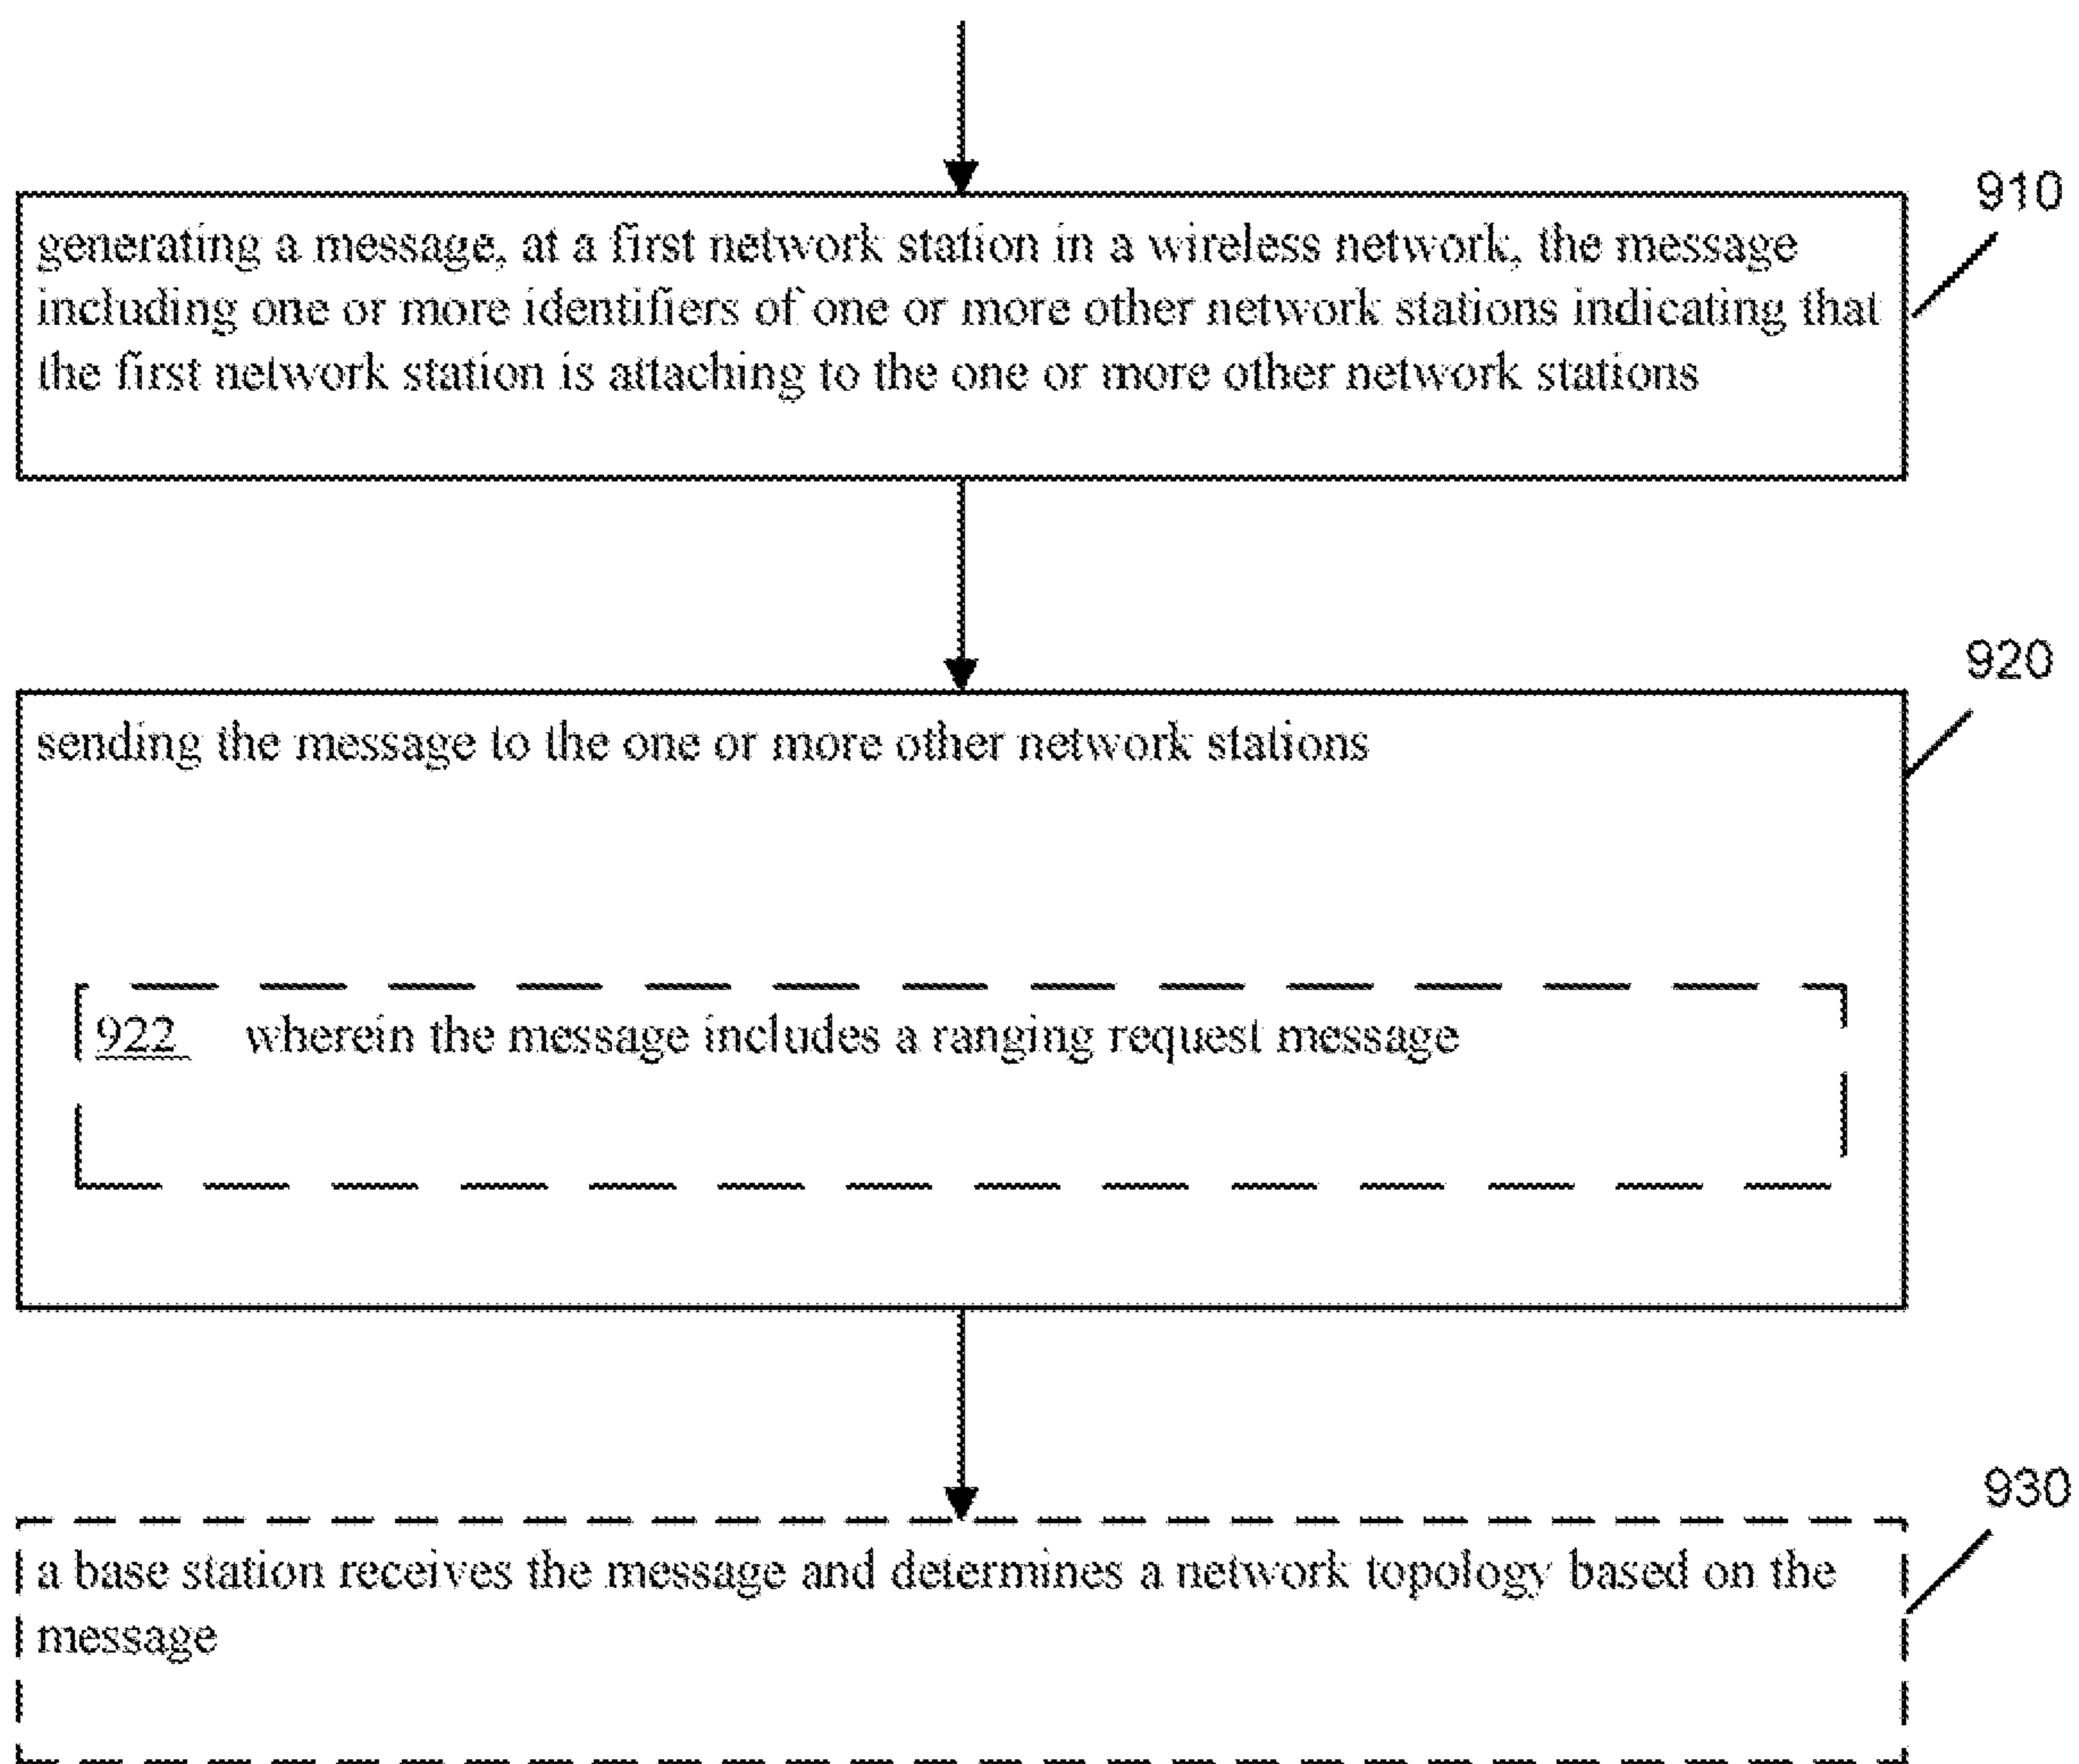 910
generating a message, at a first network station in a wireless network, the message
including one or more identifiers of one or more other network stations indicating that
the first network station is attaching to the one or more other network stations
920
sending the message to the one or more other network stations
922 wherein the message includes a ranging request message
930
a base station receives the message and determines a network topology based on the
message